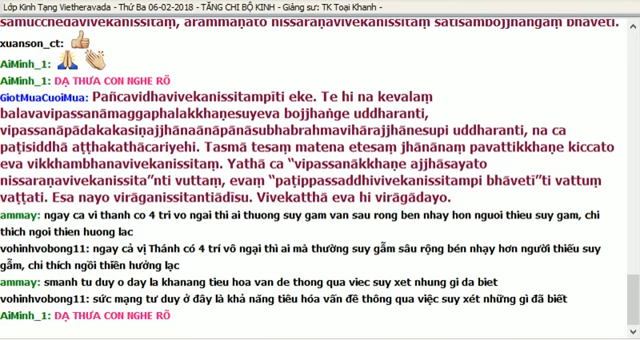 Lớp Kinh Tạng Vietheravada - Thứ Ba 06-02-2018 - TĂNG CHI BỘ KINH - Giảng sư: TK Toại Khanh -
samucchedavivekanissitaṃ, ārammaṇato nissaraṇavivekanissitaṃ satisambojjhaṅgaṃ bhāveti.
xuanson_ct:
AiMinh_1:
AiMinh_1: DẠ THƯA CON NGHE RÕ
GiotMuaCuoiMua: Pañcavidhavivekanissitampīti eke. Te hi na kevalaṃ
balavavipassanāmaggaphalakkhaṇesuyeva bojjhaṅge uddharanti,
vipassanāpādakakasiṇajjhānaānāpānāsubhabrahmavihārajjhānesupi uddharanti, na ca
paṭisiddhā aṭṭhakathācariyehi. Tasmā tesaṃ matena etesaṃ jhānānaṃ pavattikkhaṇe kiccato
eva vikkhambhanavivekanissitaṃ. Yathā ca “vipassanākkhaṇe ajjhāsayato
nissaraṇavivekanissita”nti vuttaṃ, evaṃ “paṭippassaddhivivekanissitampi bhāvetī”ti vattuṃ
vaṭṭati. Esa nayo virāganissitantiādīsu. Vivekatthā eva hi virāgādayo.
ammay: ngay ca vi thanh co 4 tri vo ngai thi ai thuong suy gam van sau rong ben nhay hon nguoi thieu suy gam, chi
thich ngoi thien huong lac
vohinhvobong11: ngay cả vị Thánh có 4 trí vô ngại thì ai mà thường suy gẫm sâu rộng bén nhạy hơn người thiếu suy
gẫm, chỉ thích ngồi thiền hưởng lạc
ammay: smanh tu duy o day la khanang tieu hoa van de thong qua viec suy xet nhung gi da biet
vohinhvobong11: sức mạng tư duy ở đây là khả năng tiêu hóa vấn đề thông qua việc suy xét những gì đã biết
AiMinh_1: DẠ THƯA CON NGHE RÕ